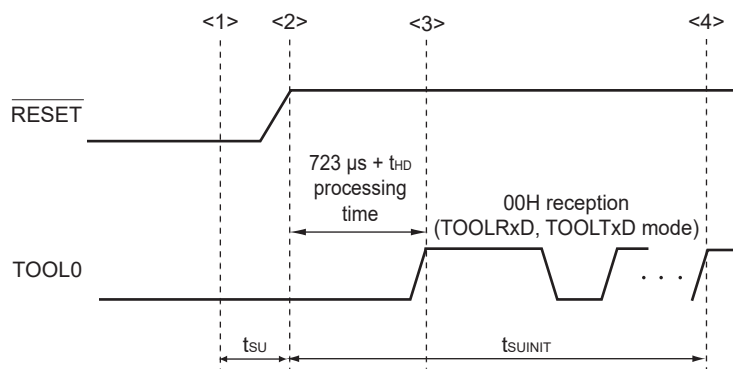 <1> <2> <3> <4>
RESET
723 µs + tHD
processing
time
00H reception
(TOOLRxD, TOOLTxD mode)
TOOL0
. . .
tSU tSUINIT